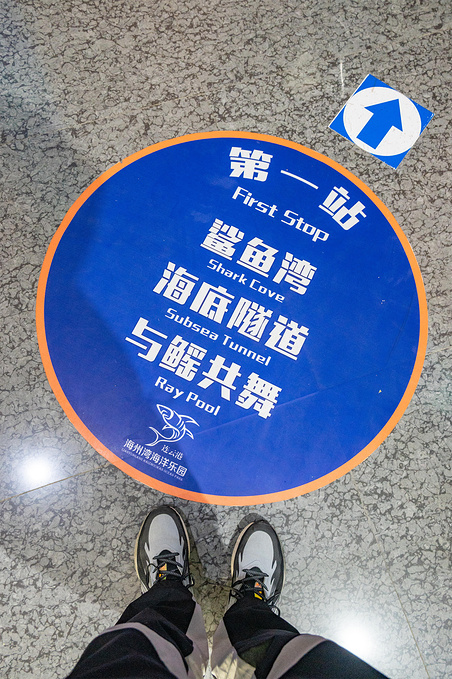 第一站
First Stop
鲨鱼湾
Shark Cove
海底隧道
Subsea Tunnel
与鳐共舞
Ray Pool
连云港
海州湾海洋乐园